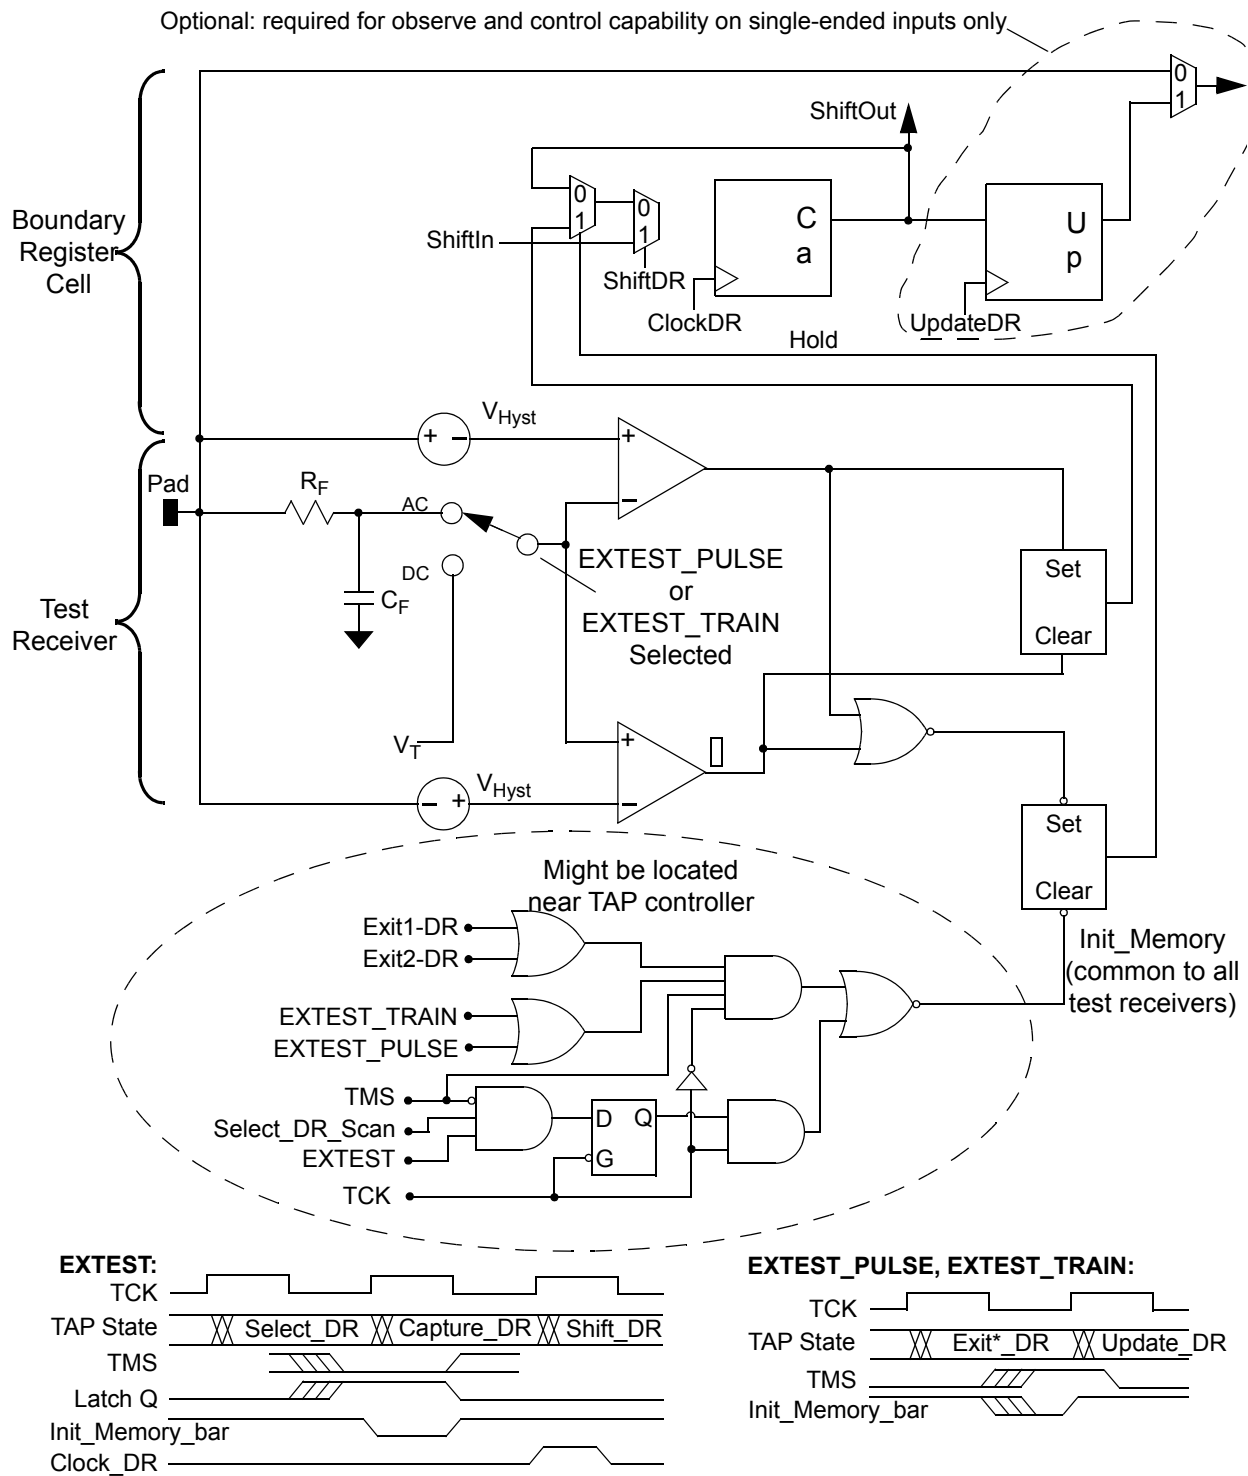 Optional: required for observe and control capability on single-ended inputs only
0
1
ShiftOut
Boundary
Register
Cell
0
1
0
1
C
a
U
p
ShiftIn
ShiftDR
ClockDR
UpdateDR
Hold
VHyst
+ −
+
−
Pad
RF
AC
DC
CF
EXTEST_PULSE
or
EXTEST_TRAIN
Selected
Set
Clear
Test
Receiver
VT
+
−
VHyst
− +
Set
Clear
Might be located
near TAP controller
Init_Memory
(common to all
test receivers)
Exit1-DR
Exit2-DR
EXTEST_TRAIN
EXTEST_PULSE
TMS
Select_DR_Scan
EXTEST
TCK
D Q
G
EXTEST:
TCK
TAP State Select_DR Capture_DR Shift_DR
TMS
Latch Q
Init_Memory_bar
Clock_DR
EXTEST_PULSE, EXTEST_TRAIN:
TCK
TAP State Exit*_DR Update_DR
TMS
Init_Memory_bar